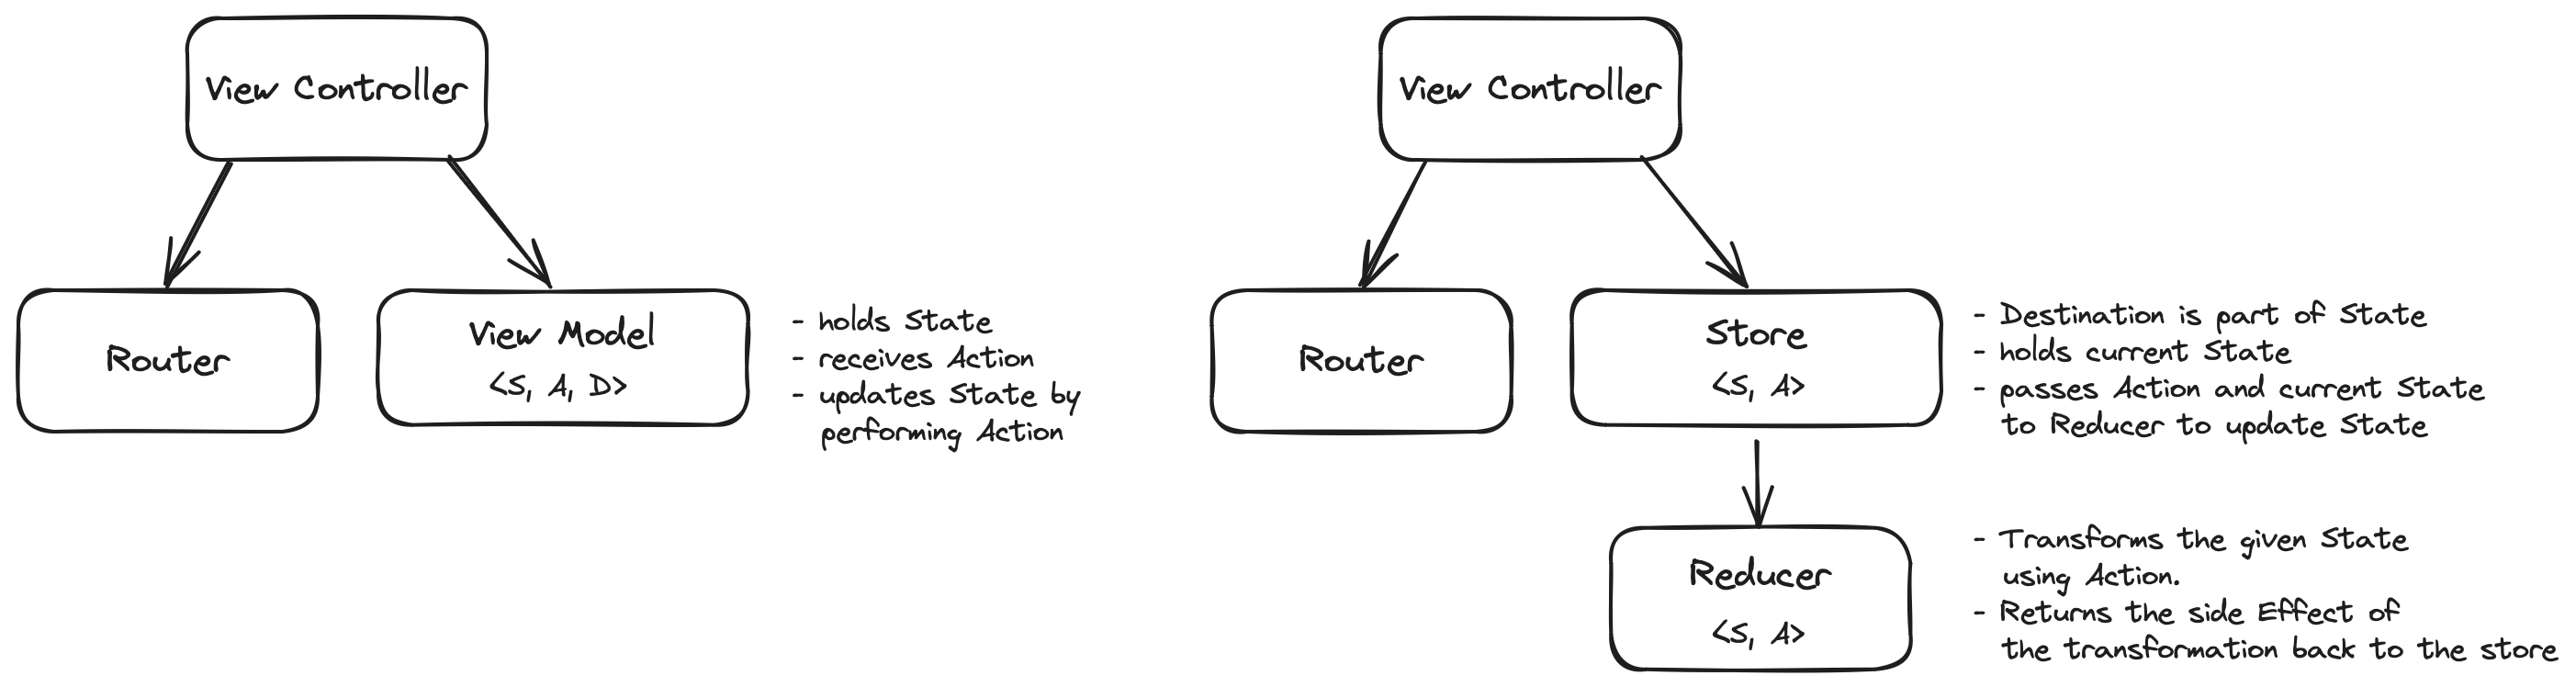 View Controller
Router
View Model
<S, A, D>
- holds State
- receives Action
- updates State by
performing Action
View Controller
Router
Store
<S, A>
- Destination is part of State
- holds current State
- passes Action and current State
to Reducer to update State
Reducer
<S, A>
- Transforms the given State
using Action.
- Returns the side Effect of
the transformation back to the store